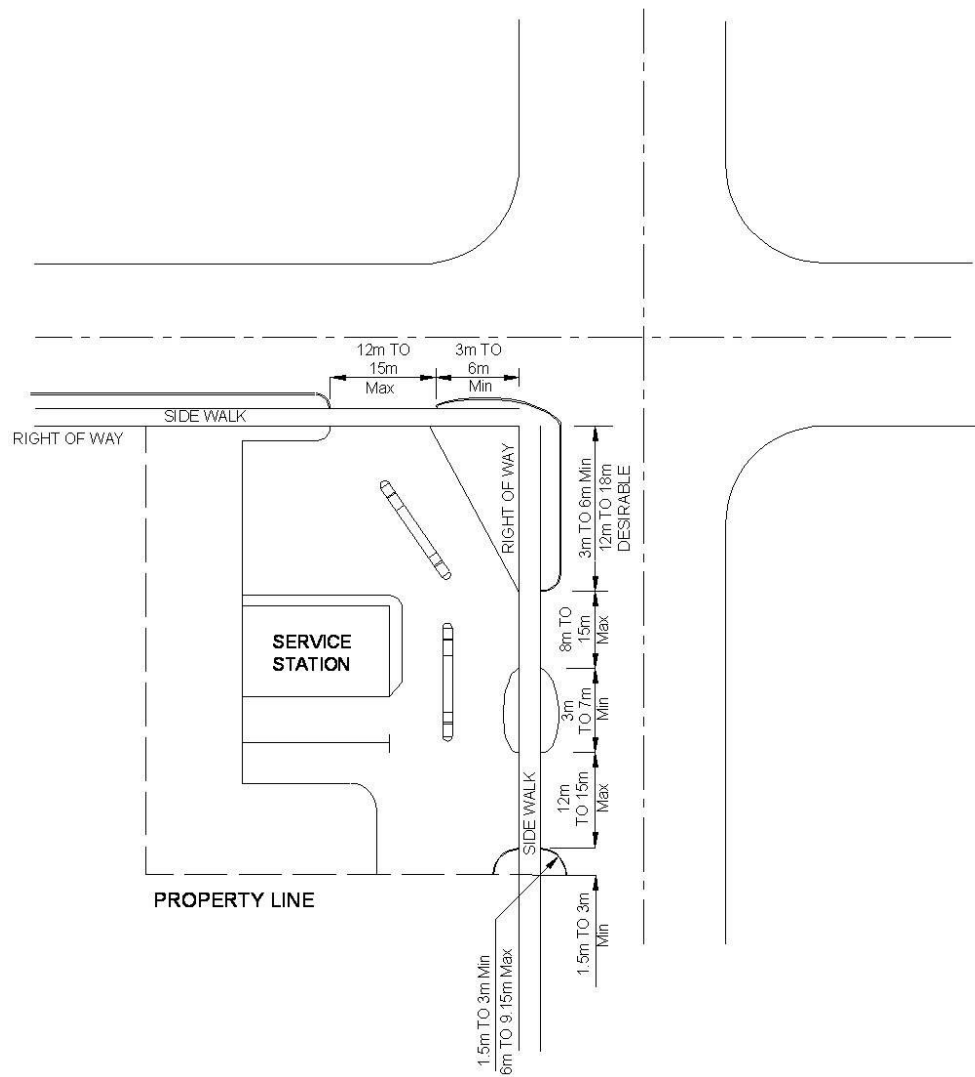 12m TO
15m
Max
3m TO
6m
Min
SIDE WALK
RIGHT OF WAY
RIGHT OF WAY
3m TO 6m Min
12m TO 18m
DESIRABLE
8m TO
15m
Max
SERVICE
STATION
3m
TO 7m
Min
12m
TO 15m
Max
SIDE WALK
PROPERTY LINE
1.5m TO 3m
Min
1.5m TO 3m Min
6m TO 9.15m Max